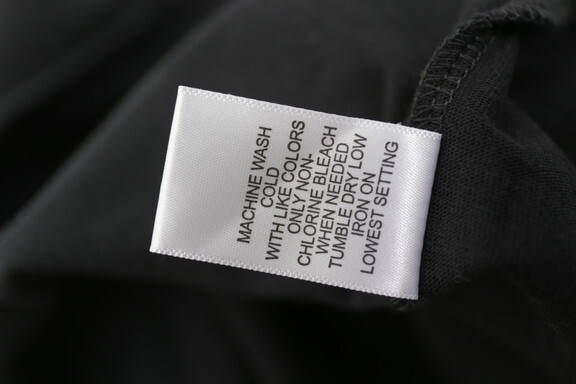 MACHINE WASH
COLD
WITH LIKE COLORS
ONLY NON-
CHLORINE BLEACH
WHEN NEEDED
TUMBLE DRY LOW
IRON ON
LOWEST SETTING